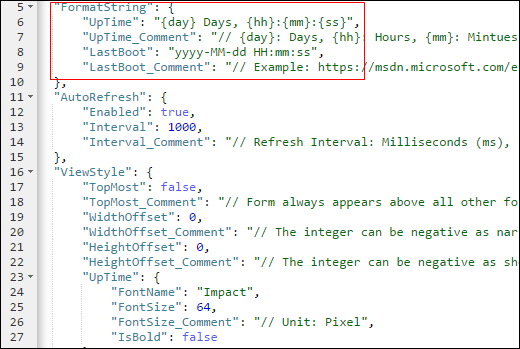 5 "FormatString": {
6 "UpTime": "{day} Days, {hh}:{mm}:{ss}",
7 "UpTime_Comment": "// {day}: Days, {hh}: Hours, {mm}: Mintues
8 "LastBoot": "yyyy-MM-dd HH:mm:ss",
9 "LastBoot_Comment": "// Example: https://msdn.microsoft.com/e
10 },
11 "AutoRefresh": {
12 "Enabled": true,
13 "Interval": 1000,
14 "Interval_Comment": "// Refresh Interval: Milliseconds (ms),
15 },
16 "ViewStyle": {
17 "TopMost": false,
18 "TopMost_Comment": "// Form always appears above all other fo
19 "WidthOffset": 0,
20 "WidthOffset_Comment": "// The integer can be negative as nar
21 "HeightOffset": 0,
22 "HeightOffset_Comment": "// The integer can be negative as sh
23 "UpTime": {
24 "FontName": "Impact",
25 "FontSize": 64,
26 "FontSize_Comment": "// Unit: Pixel",
27 "IsBold": false